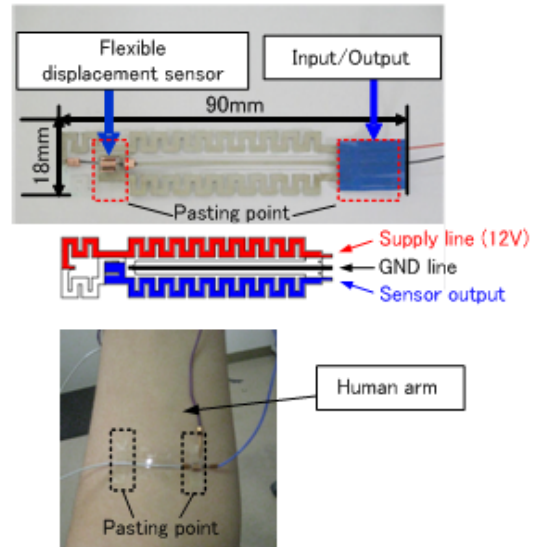 Flexible
displacement sensor
Input/Output
90mm
18mm
Pasting point
Supply line (12V)
GND line
Sensor output
Human arm
Pasting point